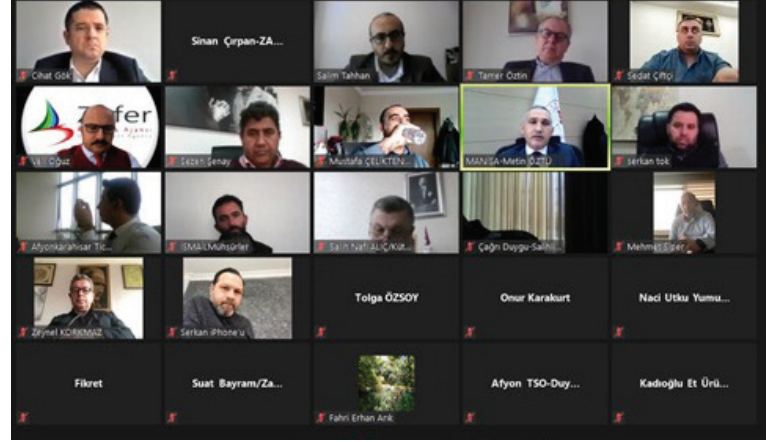 Cihat Gök
Sinan Çırpan-ZA...
Salim Tahhan
Tamer Öztin
Sedat Çiftçi
Zafer
Veli Oğuz
Sezen Şenay
Mustafa ÇELİKTEN...
MANİSA-Metin ÖZTÜ
serkan tok
Afyonkarahisar Tic...
İSMAİLMühsürler
Salih Nafi ALIÇ/Küt...
Çağrı Duygu-Salihli...
Mehmet Siper
Zeynel KORKMAZ
Serkan iPhone'u
Tolga ÖZSOY
Onur Karakurt
Naci Utku Yumu...
Fikret
Suat Bayram/Za...
Fahri Erhan Arık
Afyon TSO-Duy...
Kadıoğlu Et Ürü...